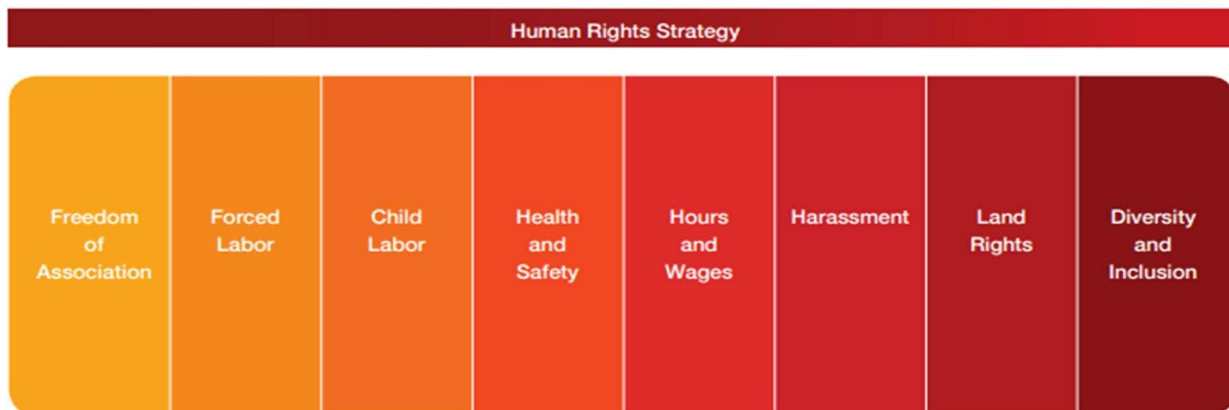 Human Rights Strategy
Freedom
of
Association
Forced
Labor
Child
Labor
Health
and
Safety
Hours
and
Wages
Harassment
Land
Rights
Diversity
and
Inclusion